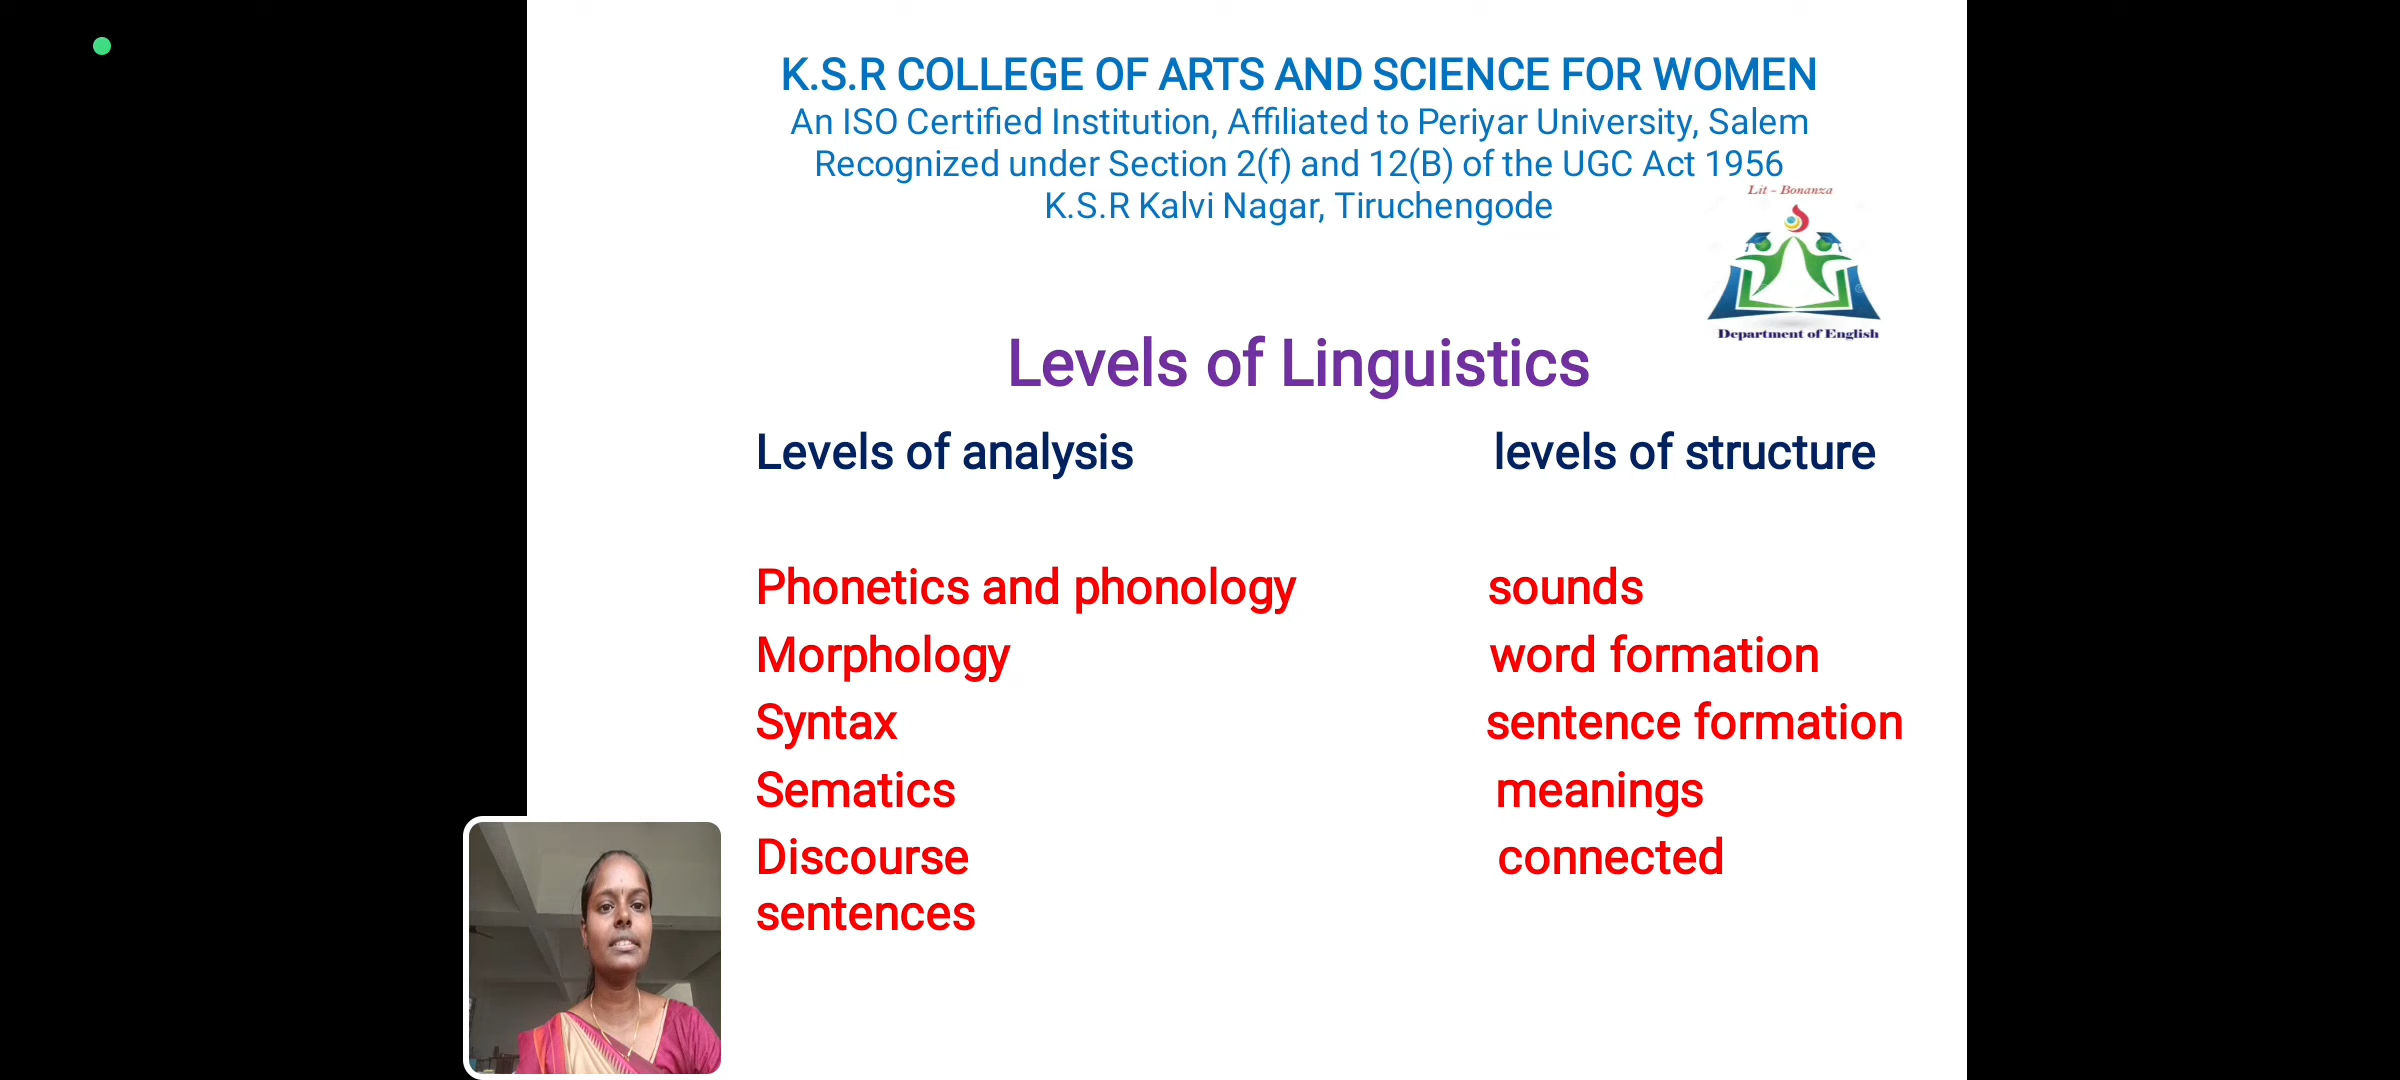 K.S.R COLLEGE OF ARTS AND SCIENCE FOR WOMEN
An ISO Certified Institution, Affiliated to Periyar University, Salem
Recognized under Section 2(f) and 12(B) of the UGC Act 1956
K.S.R Kalvi Nagar, Tiruchengode
Lit - Bonanza
Department of English
Levels of Linguistics
Levels of analysis levels of structure
Phonetics and phonology sounds
Morphology word formation
Syntax sentence formation
Sematics meanings
Discourse connected
sentences